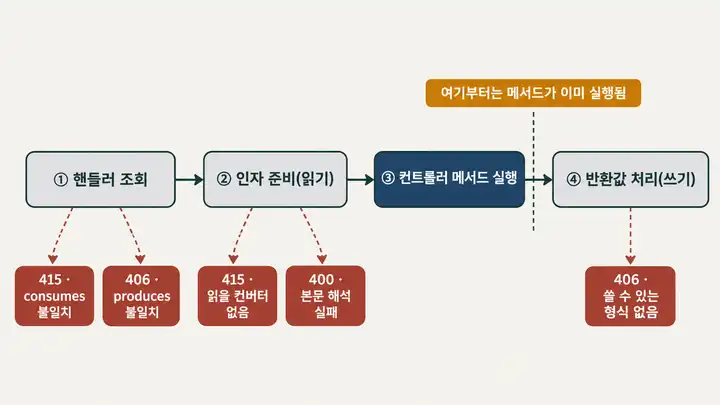 여기부터는 메서드가 이미 실행됨
① 핸들러 조회
② 인자 준비(읽기)
③ 컨트롤러 메서드 실행
④ 반환값 처리(쓰기)
415 ·
consumes
불일치
406 ·
produces
불일치
415 ·
읽을 컨버터
없음
400 ·
본문 해석
실패
406 ·
쓸 수 있는
형식 없음